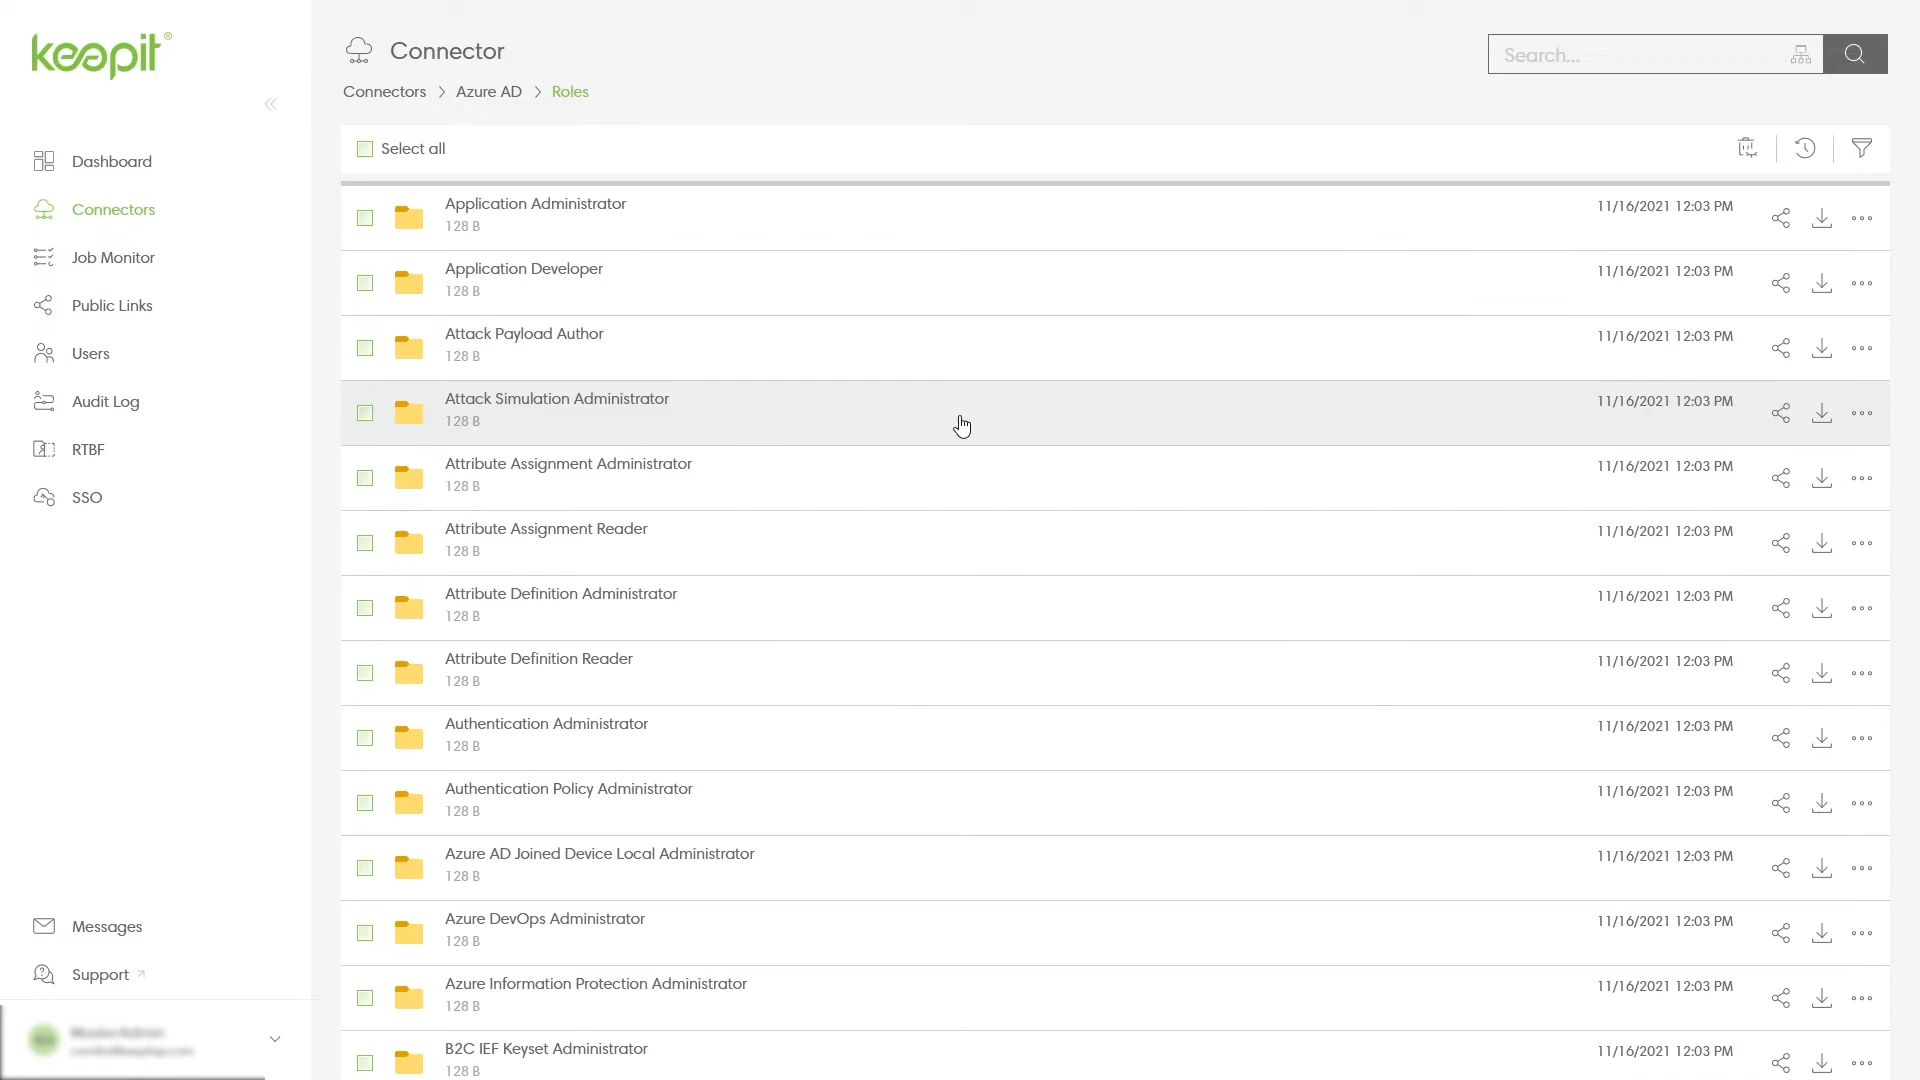 keepit®
Connector
Search...
Connectors > Azure AD > Roles
Select all
Dashboard
Connectors
Job Monitor
Public Links
Users
Audit Log
RTBF
SSO
Messages
Support
Application Administrator 11/16/2021 12:03 PM
128 B
Application Developer 11/16/2021 12:03 PM
128 B
Attack Payload Author 11/16/2021 12:03 PM
128 B
Attack Simulation Administrator 11/16/2021 12:03 PM
128 B
Attribute Assignment Administrator 11/16/2021 12:03 PM
128 B
Attribute Assignment Reader 11/16/2021 12:03 PM
128 B
Attribute Definition Administrator 11/16/2021 12:03 PM
128 B
Attribute Definition Reader 11/16/2021 12:03 PM
128 B
Authentication Administrator 11/16/2021 12:03 PM
128 B
Authentication Policy Administrator 11/16/2021 12:03 PM
128 B
Azure AD Joined Device Local Administrator 11/16/2021 12:03 PM
128 B
Azure DevOps Administrator 11/16/2021 12:03 PM
128 B
Azure Information Protection Administrator 11/16/2021 12:03 PM
128 B
B2C IEF Keyset Administrator 11/16/2021 12:03 PM
128 B